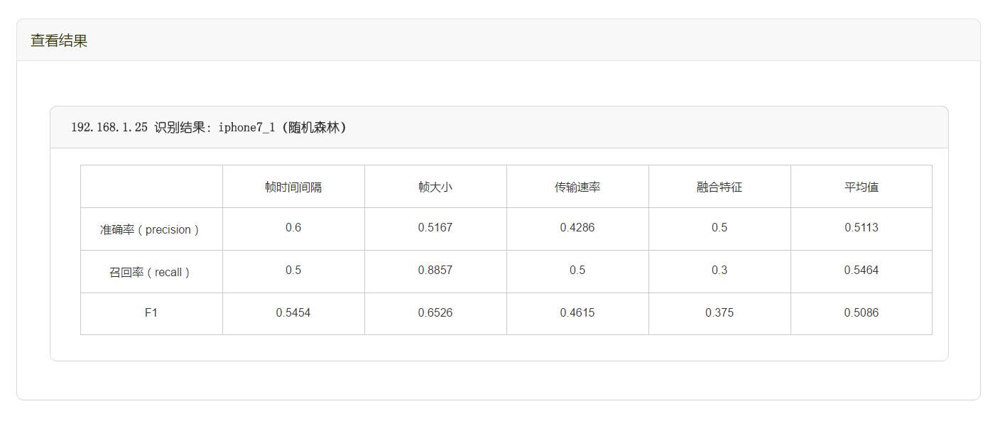 查看结果
192.168.1.25 识别结果: iphone7_1 (随机森林)
帧时间间隔 帧大小 传输速率 融合特征 平均值
准确率（precision） 0.6 0.5167 0.4286 0.5 0.5113
召回率（recall） 0.5 0.8857 0.5 0.3 0.5464
F1 0.5454 0.6526 0.4615 0.375 0.5086